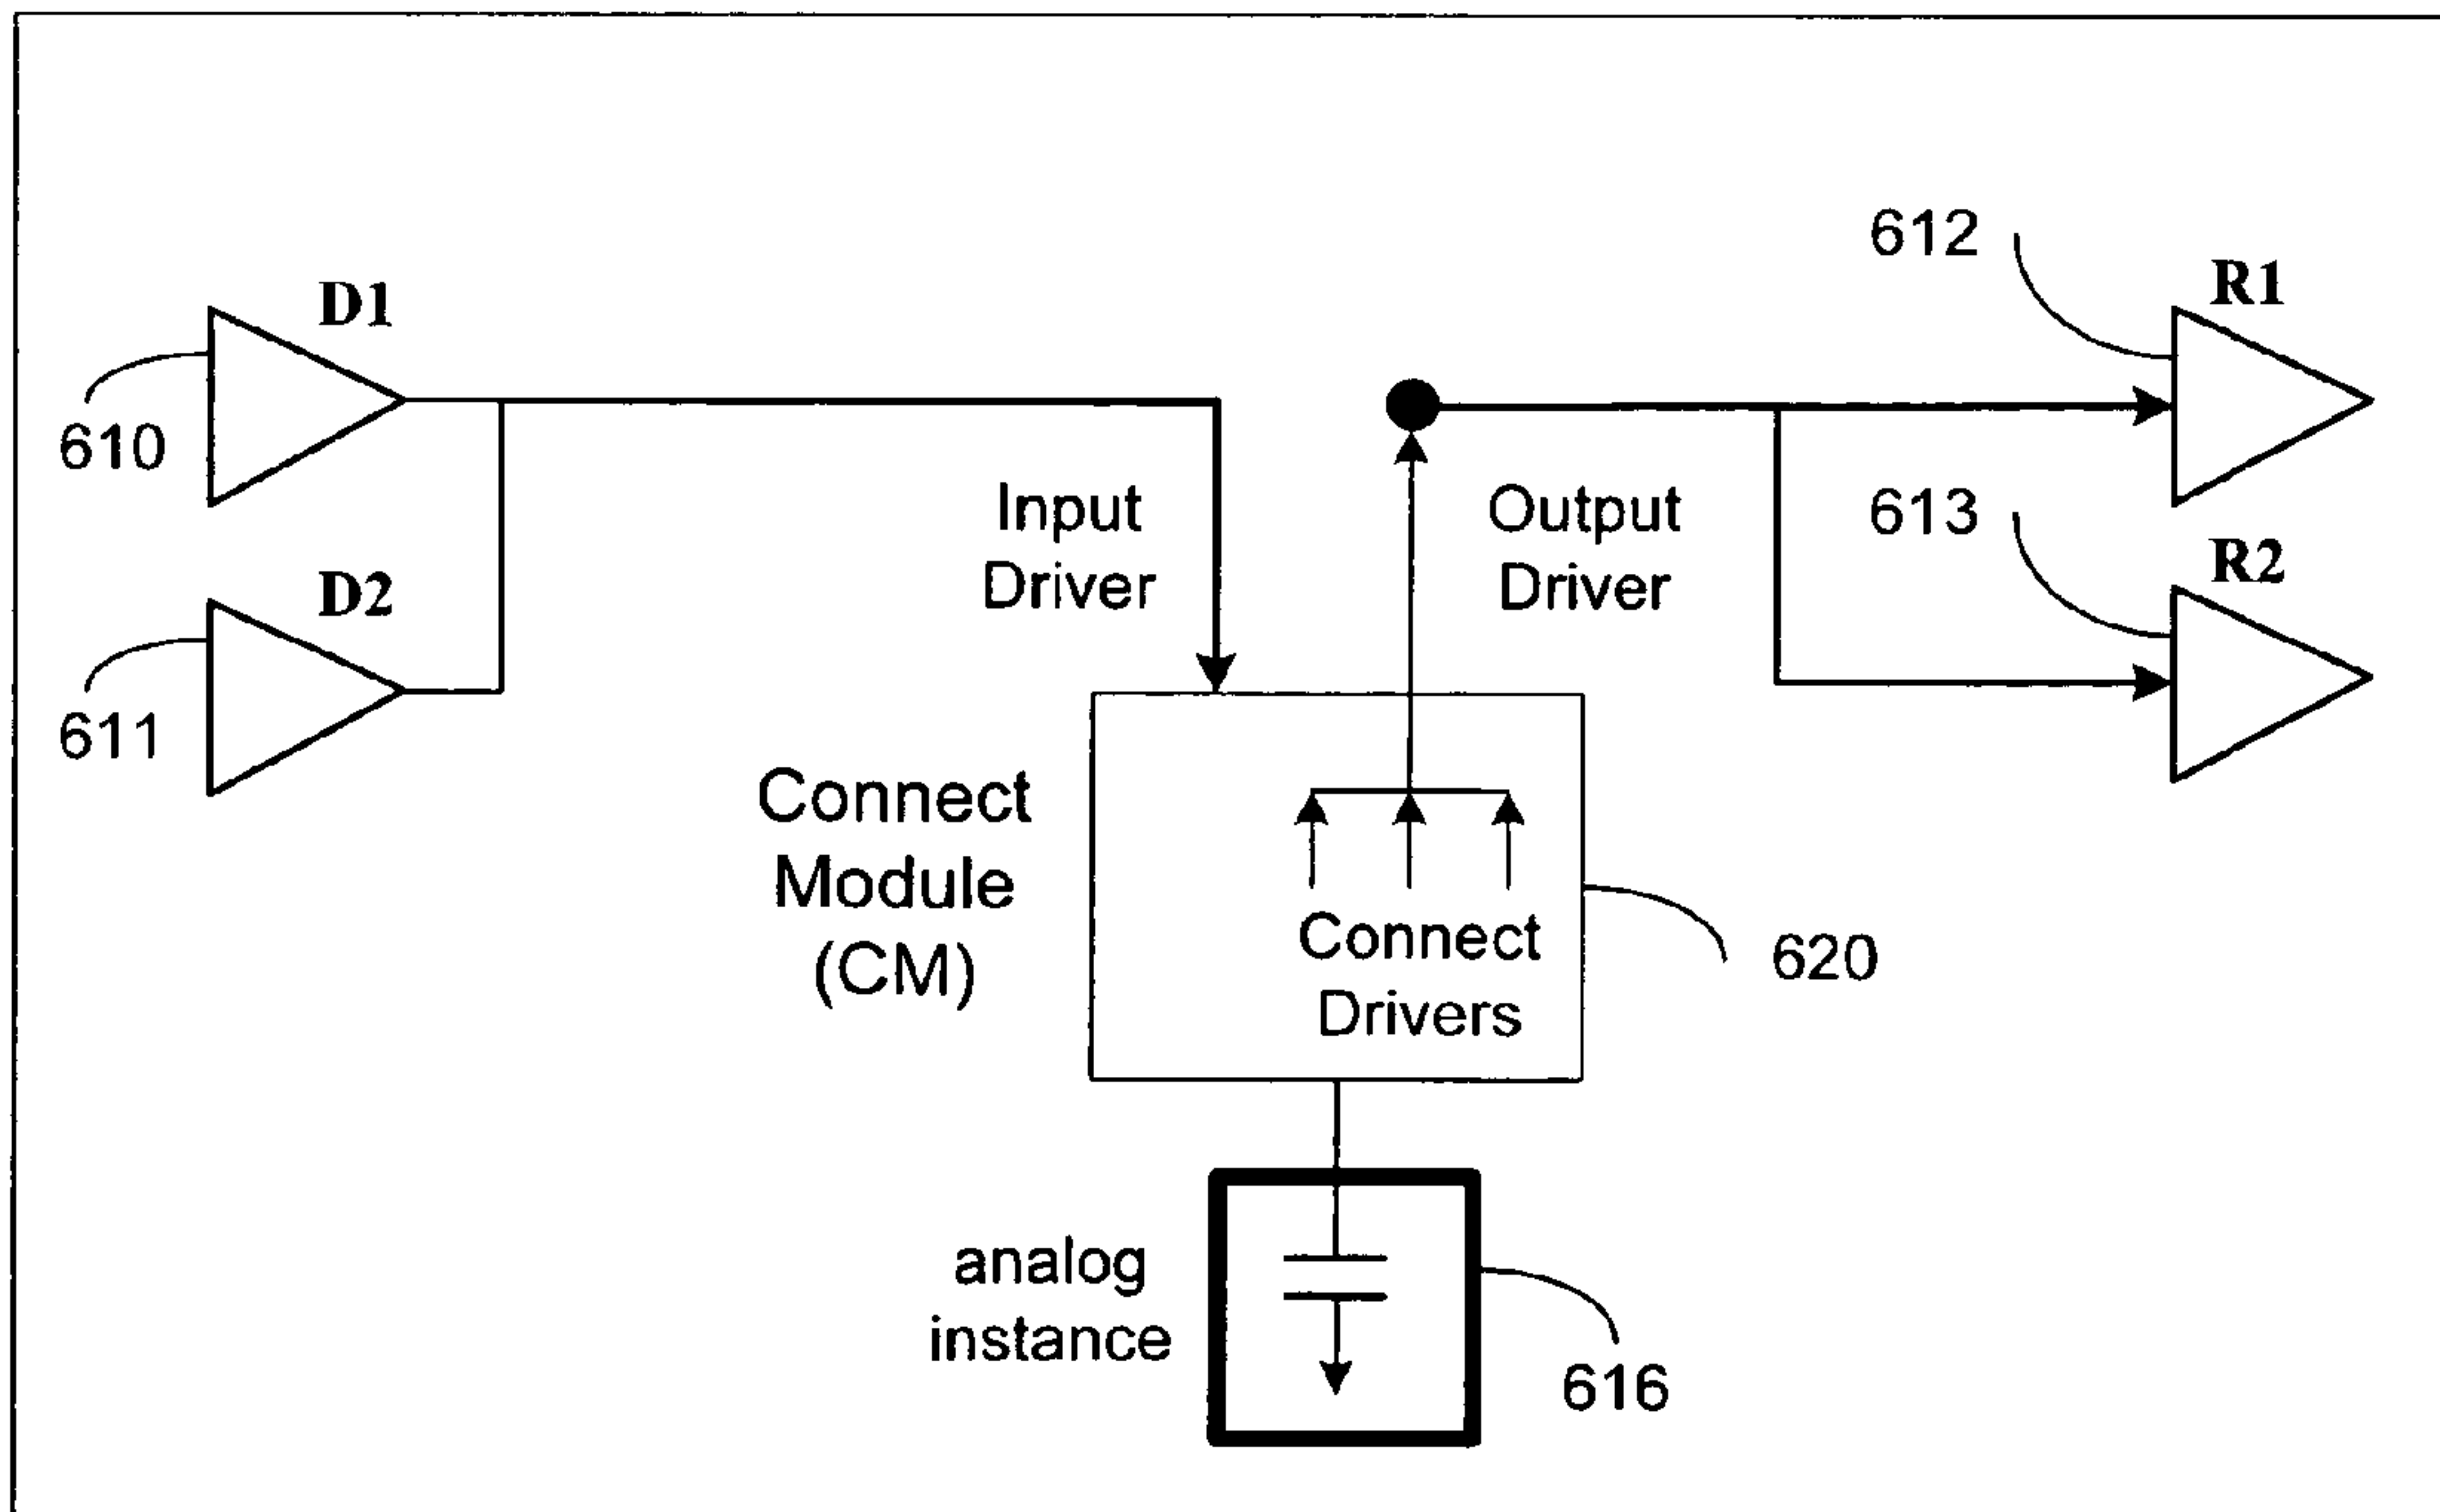 612
R1
D1
610
Input
Driver
Output
Driver
613
R2
D2
611
Connect
Module
(CM)
Connect
Drivers
620
analog
instance
616